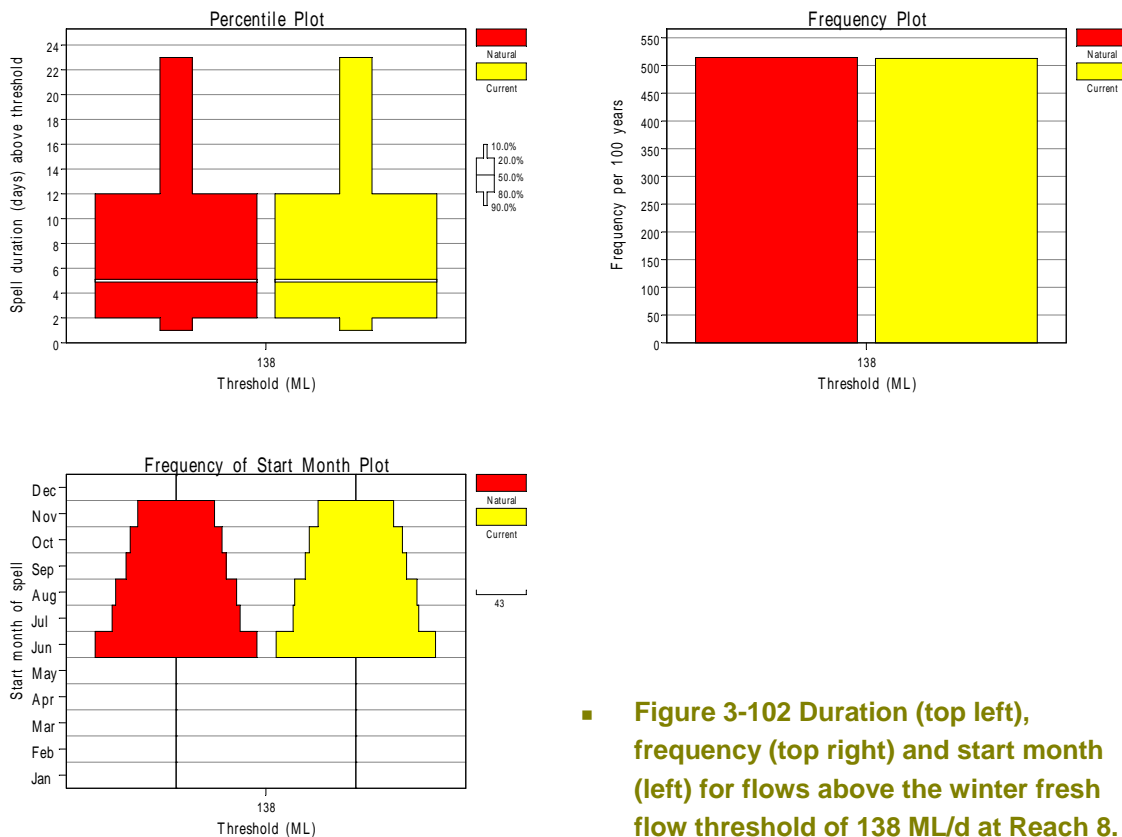 Percentile Plot
24
22
20
18
16
14
12
10
8
6
4
2
0
Spell duration (days) above threshold
138
Threshold (ML)
Natural
Current
10.0%
20.0%
50.0%
80.0%
90.0%
Frequency Plot
550
500
450
400
350
300
250
200
150
100
50
0
Frequency per 100 years
138
Threshold (ML)
Natural
Current
Frequency of Start Month Plot
Dec
Nov
Oct
Sep
Aug
Jul
Jun
May
Apr
Mar
Feb
Jan
Start month of spell
138
Threshold (ML)
Natural
Current
43
▪ Figure 3-102 Duration (top left),
frequency (top right) and start month
(left) for flows above the winter fresh
flow threshold of 138 ML/d at Reach 8.